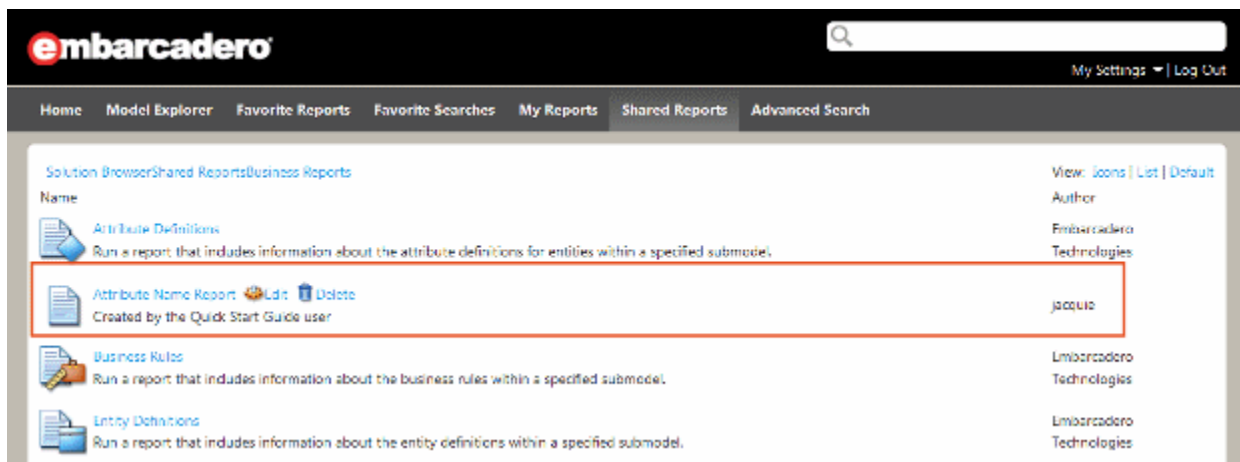 embarcadero
My Settings | Log Out
Home Model Explorer Favorite Reports Favorite Searches My Reports Shared Reports Advanced Search
Solution BrowserShared ReportsBusiness Reports View: Icons | List | Default
Name Author
Attribute Definitions Embarcadero
Run a report that includes information about the attribute definitions for entities within a specified submodel. Technologies
Attribute Name Report Edit Delete
Created by the Quick Start Guide user jacquie
Business Rules Embarcadero
Run a report that includes information about the business rules within a specified submodel. Technologies
Entity Definitions Embarcadero
Run a report that includes information about the entity definitions within a specified submodel. Technologies